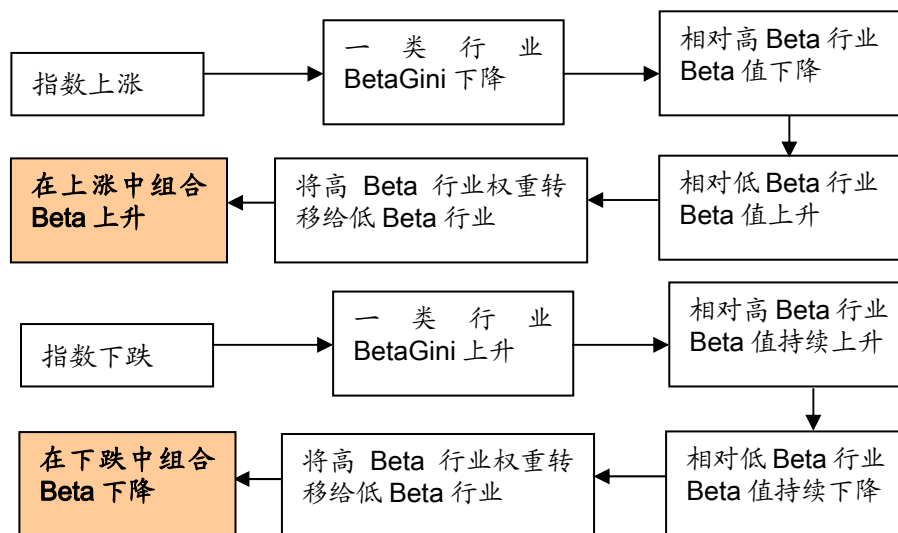 指数上涨
一类行业
BetaGini 下降
相对高 Beta 行业
Beta 值下降
相对低 Beta 行业
Beta 值上升
将高 Beta 行业权重转
移给低 Beta 行业
在上涨中组合
Beta 上升
指数下跌
一类行业
BetaGini 上升
相对高 Beta 行业
Beta 值持续上升
相对低 Beta 行业
Beta 值持续下降
将高 Beta 行业权重转
移给低 Beta 行业
在下跌中组合
Beta 下降